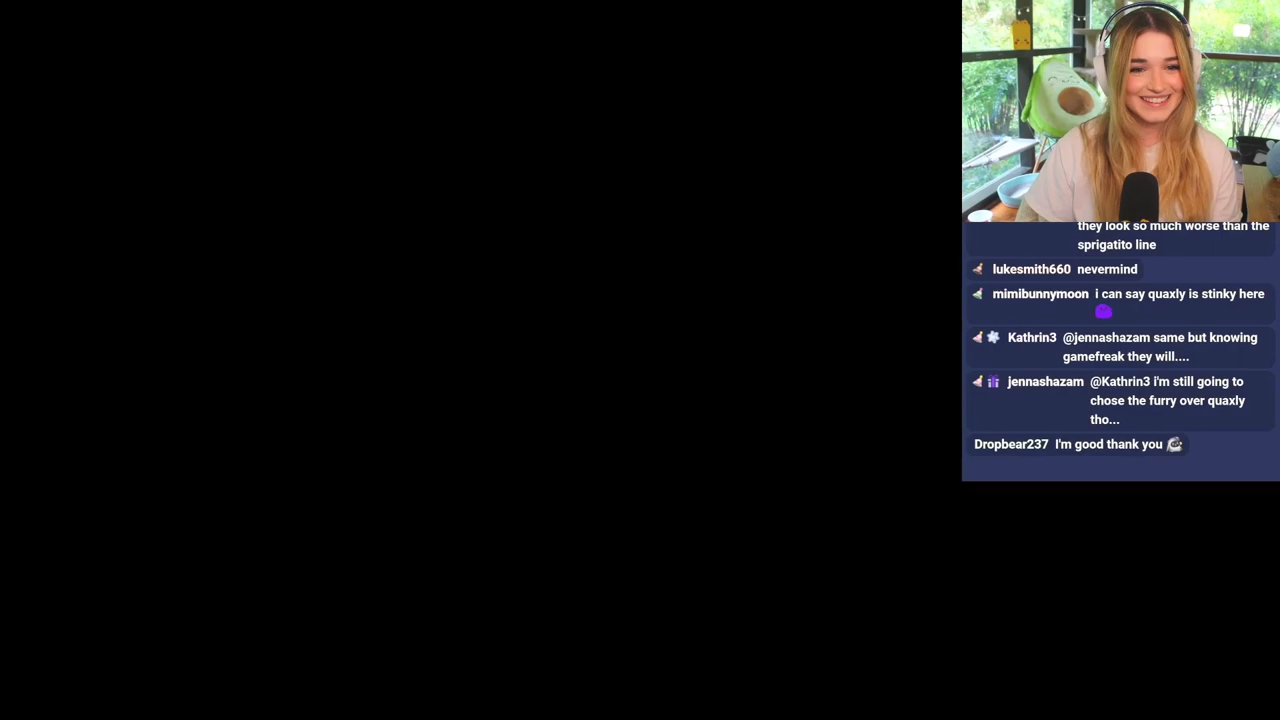 they look so much worse than the
sprigatito line
lukesmith660 nevermind
mimibunnymoon i can say quaxly is stinky here
Kathrin3 @jennashazam same but knowing
gamefreak they will....
jennashazam @Kathrin3 I'm still going to
chose the furry over quaxly
tho...
Dropbear237 I'm good thank you